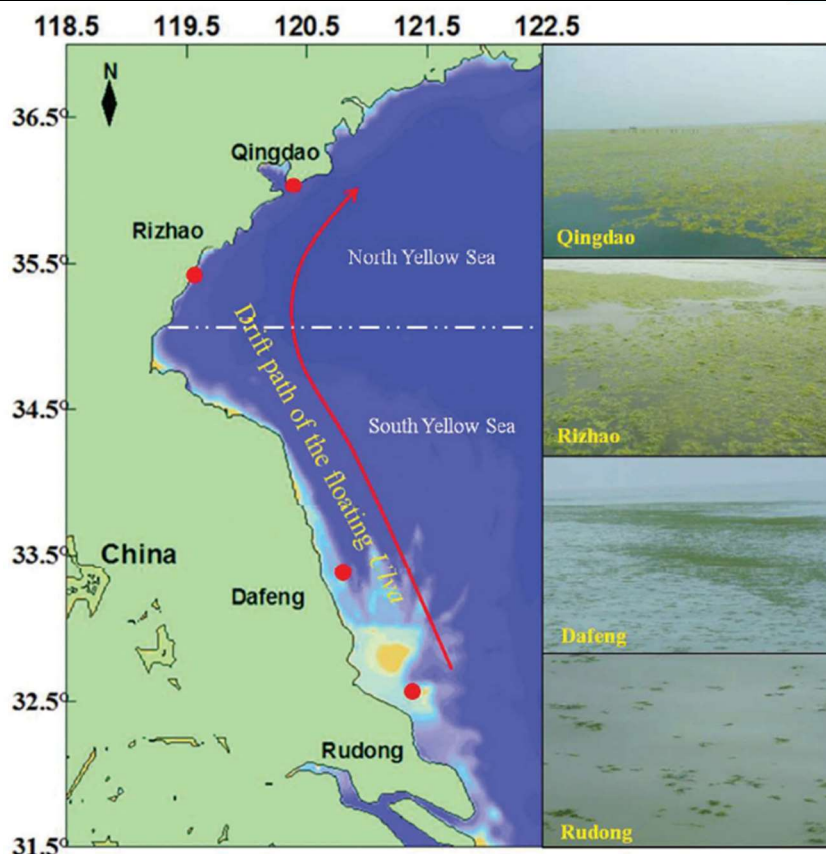 118.5 119.5 120.5 121.5 122.5
N
36.5°
Qingdao
Rizhao
35.5°
North Yellow Sea
Drift path of the floating Ulva
34.5°
South Yellow Sea
33.5°
China
Dafeng
32.5°
Rudong
31.5°
Qingdao
Rizhao
Dafeng
Rudong